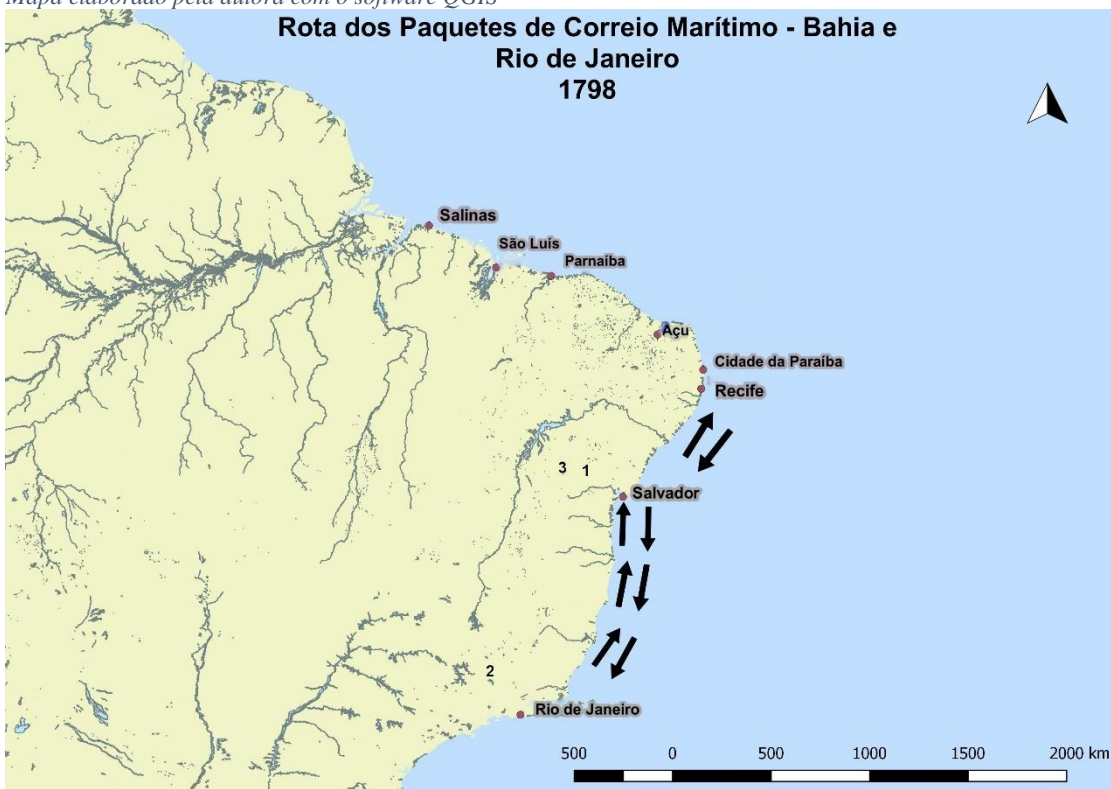 Mapa elaborado pela autora com o software QGIS
Rota dos Paquetes de Correio Marítimo - Bahia e
Rio de Janeiro
1798
Salinas
São Luís
Parnaíba
Açu
Cidade da Paraíba
Recife
3 1
Salvador
2
Rio de Janeiro
500 0 500 1000 1500 2000 km